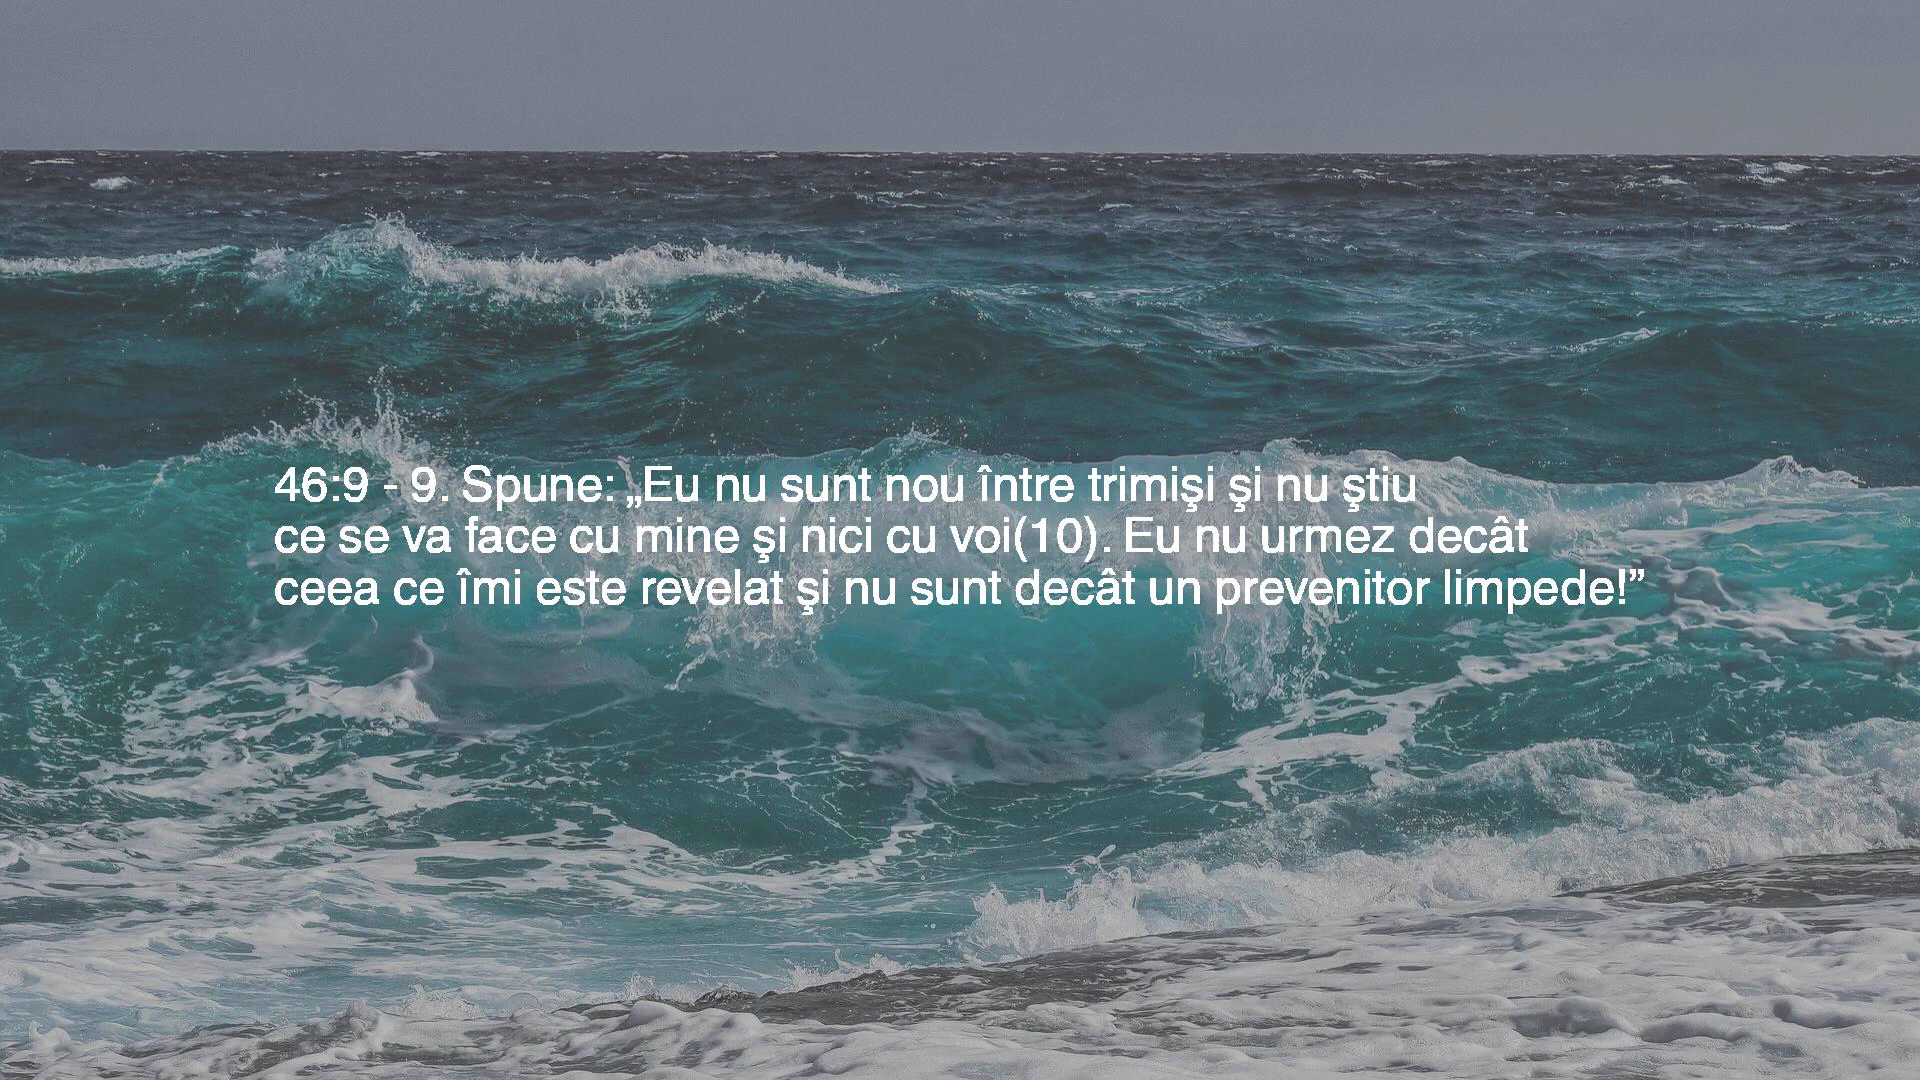 46:9 - 9. Spune: „Eu nu sunt nou între trimişi şi nu ştiu
ce se va face cu mine şi nici cu voi(10). Eu nu urmez decât
ceea ce îmi este revelat şi nu sunt decât un prevenitor limpede!”